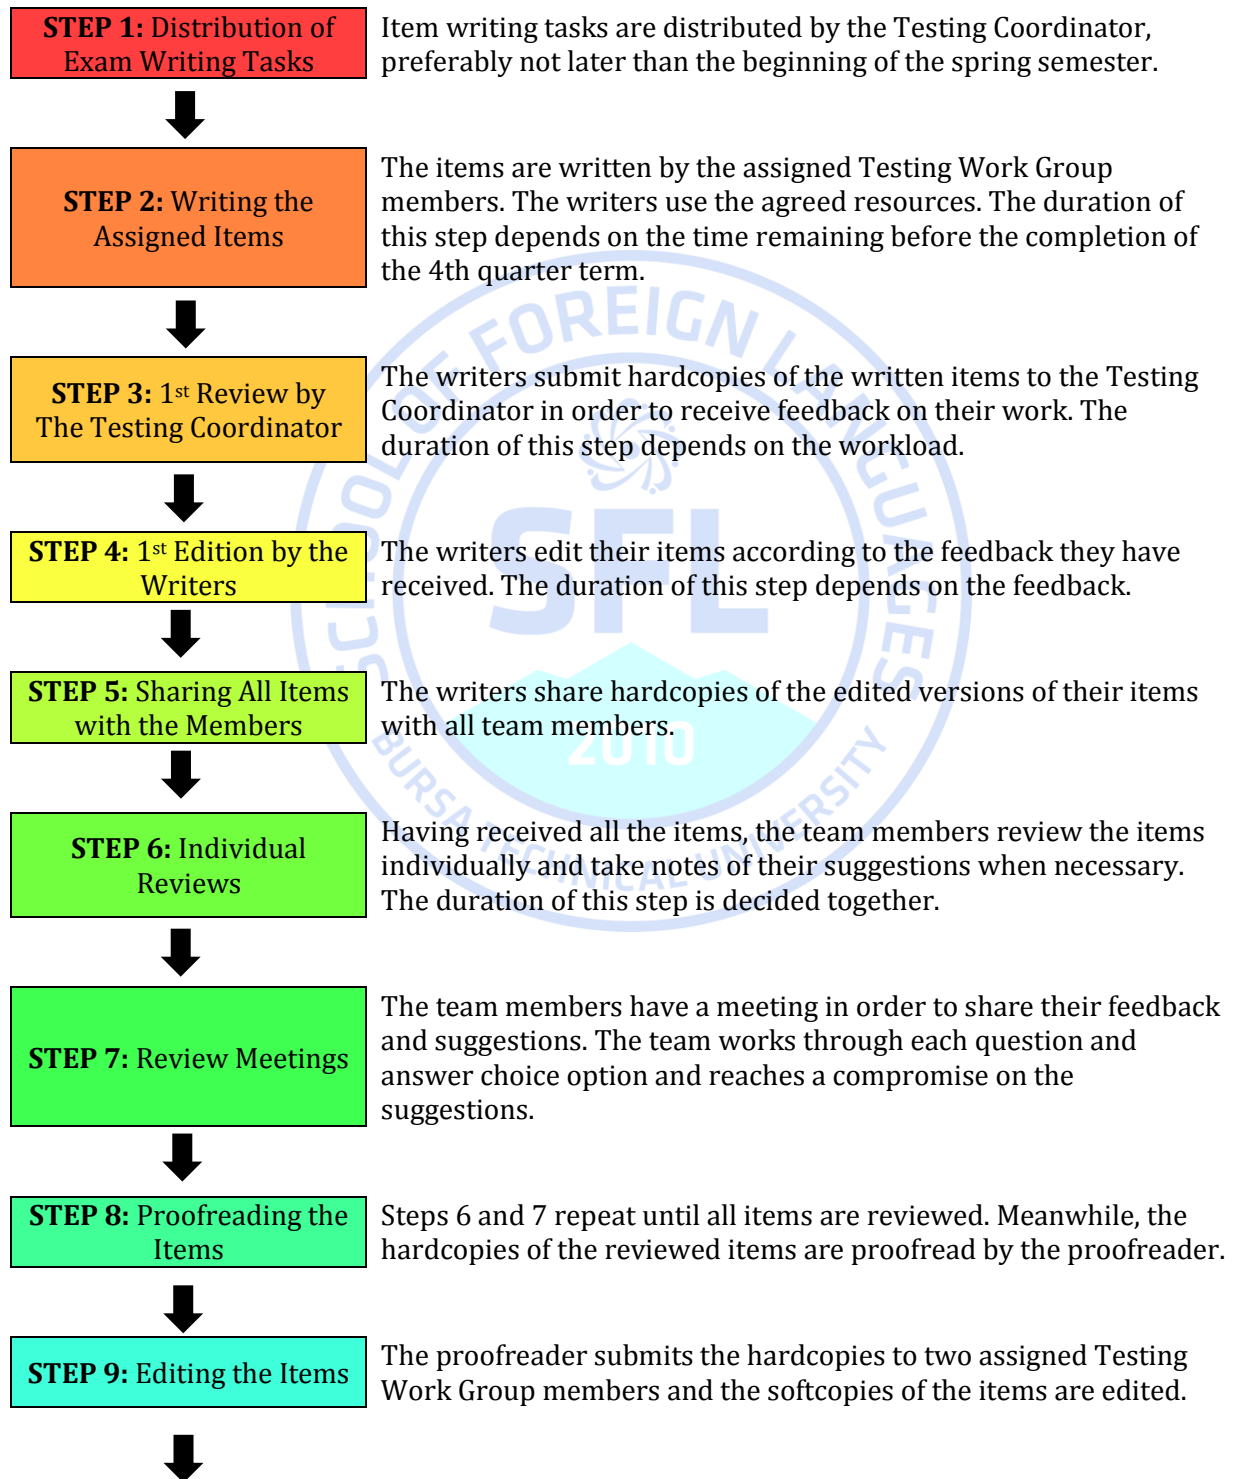 STEP 1: Distribution of
Exam Writing Tasks
Item writing tasks are distributed by the Testing Coordinator,
preferably not later than the beginning of the spring semester.
STEP 2: Writing the
Assigned Items
The items are written by the assigned Testing Work Group
members. The writers use the agreed resources. The duration of
this step depends on the time remaining before the completion of
the 4th quarter term.
STEP 3: 1st Review by
The Testing Coordinator
The writers submit hardcopies of the written items to the Testing
Coordinator in order to receive feedback on their work. The
duration of this step depends on the workload.
STEP 4: 1st Edition by the
Writers
The writers edit their items according to the feedback they have
received. The duration of this step depends on the feedback.
STEP 5: Sharing All Items
with the Members
The writers share hardcopies of the edited versions of their items
with all team members.
STEP 6: Individual
Reviews
Having received all the items, the team members review the items
individually and take notes of their suggestions when necessary.
The duration of this step is decided together.
STEP 7: Review Meetings
The team members have a meeting in order to share their feedback
and suggestions. The team works through each question and
answer choice option and reaches a compromise on the
suggestions.
STEP 8: Proofreading the
Items
Steps 6 and 7 repeat until all items are reviewed. Meanwhile, the
hardcopies of the reviewed items are proofread by the proofreader.
STEP 9: Editing the Items
The proofreader submits the hardcopies to two assigned Testing
Work Group members and the softcopies of the items are edited.
SCHOOL OF FOREIGN LANGUAGES
SFL
2010
BURSA TECHNICAL UNIVERSITY